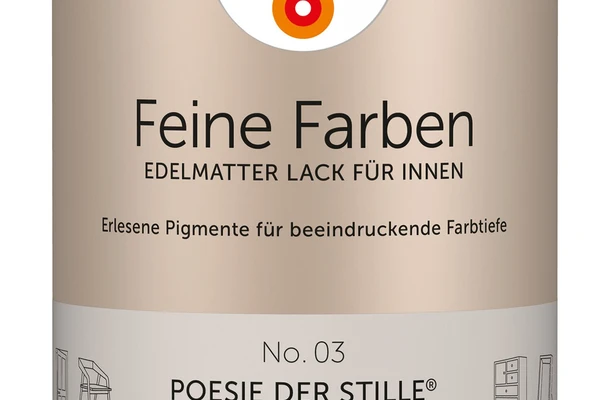 Feine Farben
EDELMATTER LACK FÜR INNEN
Erlesene Pigmente für beeindruckende Farbtiefe
No. 03
POESIE DER STILLE®